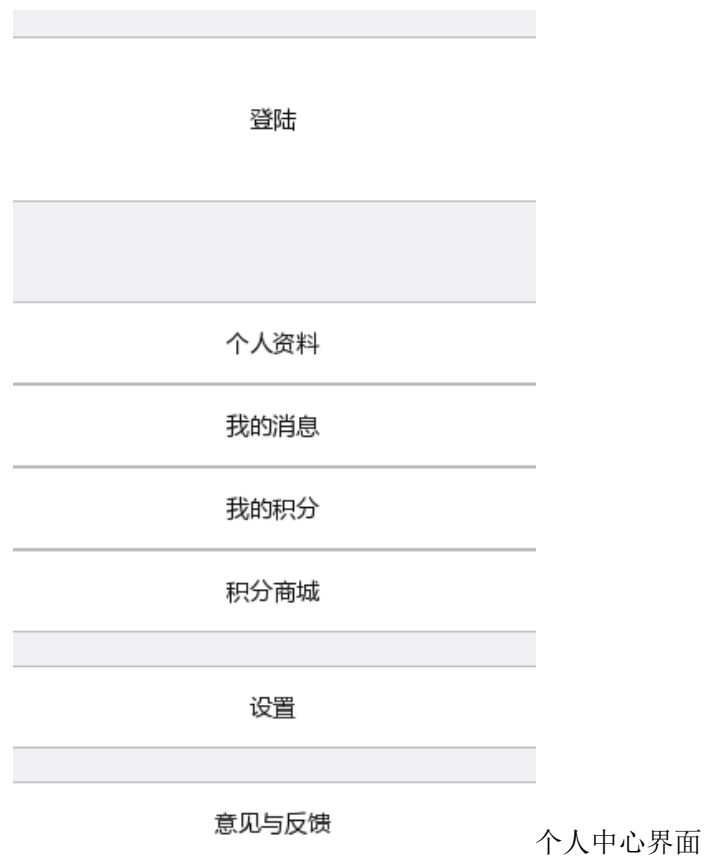 登陆
个人资料
我的消息
我的积分
积分商城
设置
意见与反馈
个人中心界面